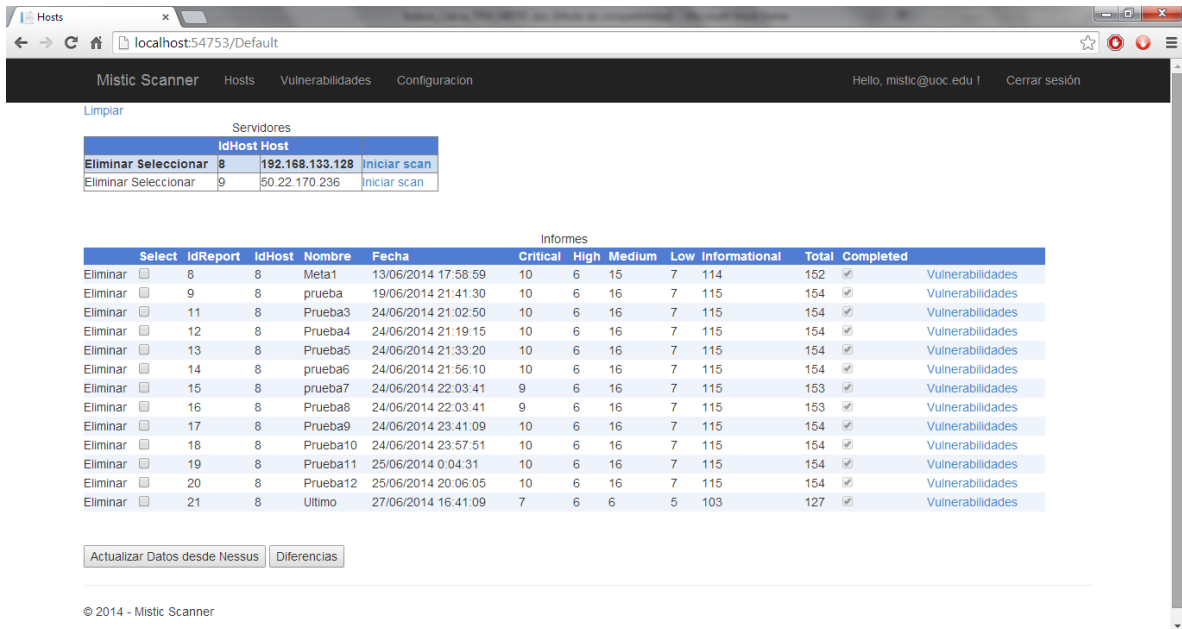 Hosts
localhost:54753/Default
Mistic Scanner Hosts Vulnerabilidades Configuracion Hello, mistic@uoc.edu ! Cerrar sesión
Limpiar
Servidores
IdHost Host
Eliminar Seleccionar 8 192.168.133.128 Iniciar scan
Eliminar Seleccionar 9 50.22.170.236 Iniciar scan
Informes
Select IdReport IdHost Nombre Fecha Critical High Medium Low Informational Total Completed
Eliminar 8 8 Meta1 13/06/2014 17:58:59 10 6 15 7 114 152 Vulnerabilidades
Eliminar 9 8 prueba 19/06/2014 21:41:30 10 6 16 7 115 154 Vulnerabilidades
Eliminar 11 8 Prueba3 24/06/2014 21:02:50 10 6 16 7 115 154 Vulnerabilidades
Eliminar 12 8 Prueba4 24/06/2014 21:19:15 10 6 16 7 115 154 Vulnerabilidades
Eliminar 13 8 Prueba5 24/06/2014 21:33:20 10 6 16 7 115 154 Vulnerabilidades
Eliminar 14 8 prueba6 24/06/2014 21:56:10 10 6 16 7 115 154 Vulnerabilidades
Eliminar 15 8 prueba7 24/06/2014 22:03:41 9 6 16 7 115 153 Vulnerabilidades
Eliminar 16 8 Prueba8 24/06/2014 22:03:41 9 6 16 7 115 153 Vulnerabilidades
Eliminar 17 8 Prueba9 24/06/2014 23:41:09 10 6 16 7 115 154 Vulnerabilidades
Eliminar 18 8 Prueba10 24/06/2014 23:57:51 10 6 16 7 115 154 Vulnerabilidades
Eliminar 19 8 Prueba11 25/06/2014 0:04:31 10 6 16 7 115 154 Vulnerabilidades
Eliminar 20 8 Prueba12 25/06/2014 20:06:05 10 6 16 7 115 154 Vulnerabilidades
Eliminar 21 8 Ultimo 27/06/2014 16:41:09 7 6 6 5 103 127 Vulnerabilidades
Actualizar Datos desde Nessus Diferencias
© 2014 - Mistic Scanner